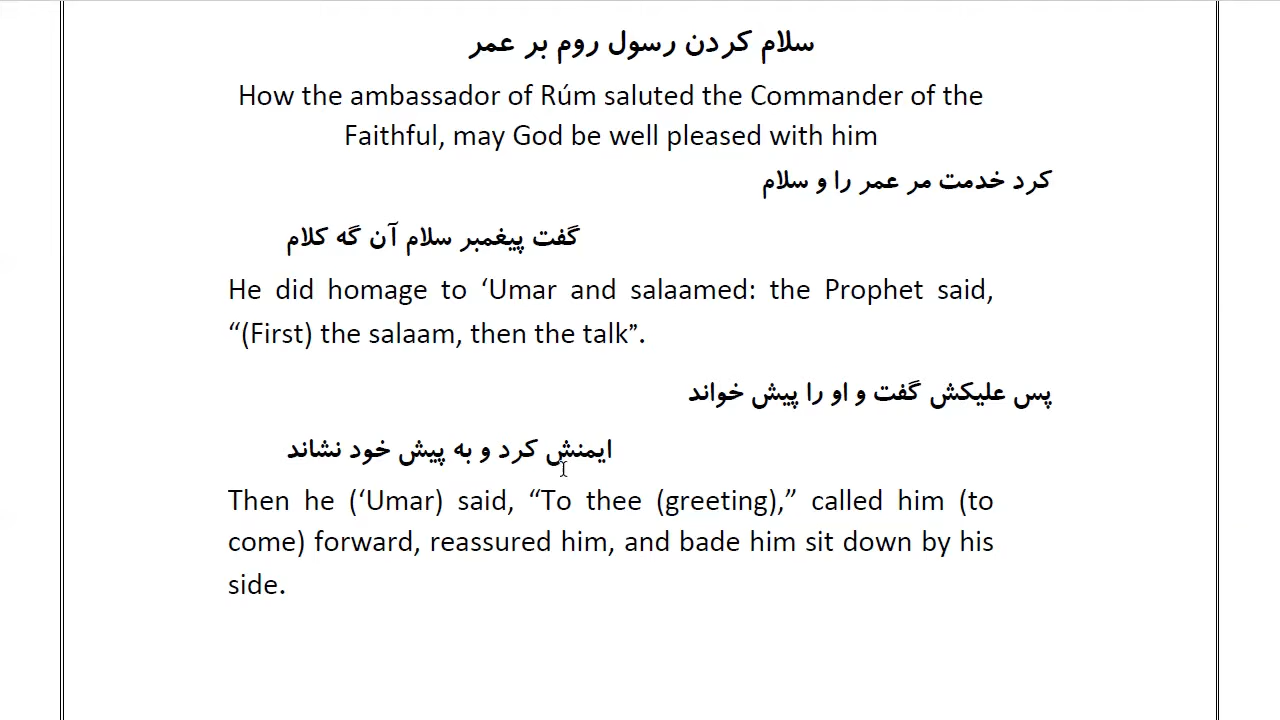 سلام کردن رسول روم بر عمر
How the ambassador of Rúm saluted the Commander of the
Faithful, may God be well pleased with him
کرد خدمت مر عمر را و سلام
گفت پیغمبر سلام آن گه کلام
He did homage to ‘Umar and salaamed: the Prophet said,
“(First) the salaam, then the talk”.
پس علیکش گفت و او را پیش خواند
ایمنش کرد و به پیش خود نشاند
Then he (‘Umar) said, “To thee (greeting),” called him (to
come) forward, reassured him, and bade him sit down by his
side.